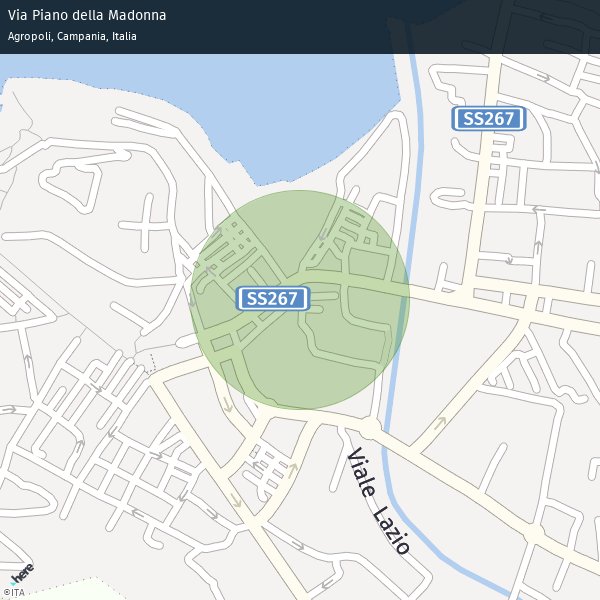 Via Piano della Madonna
Agropoli, Campania, Italia
SS267
SS267
Viale Lazio
here
©ITA